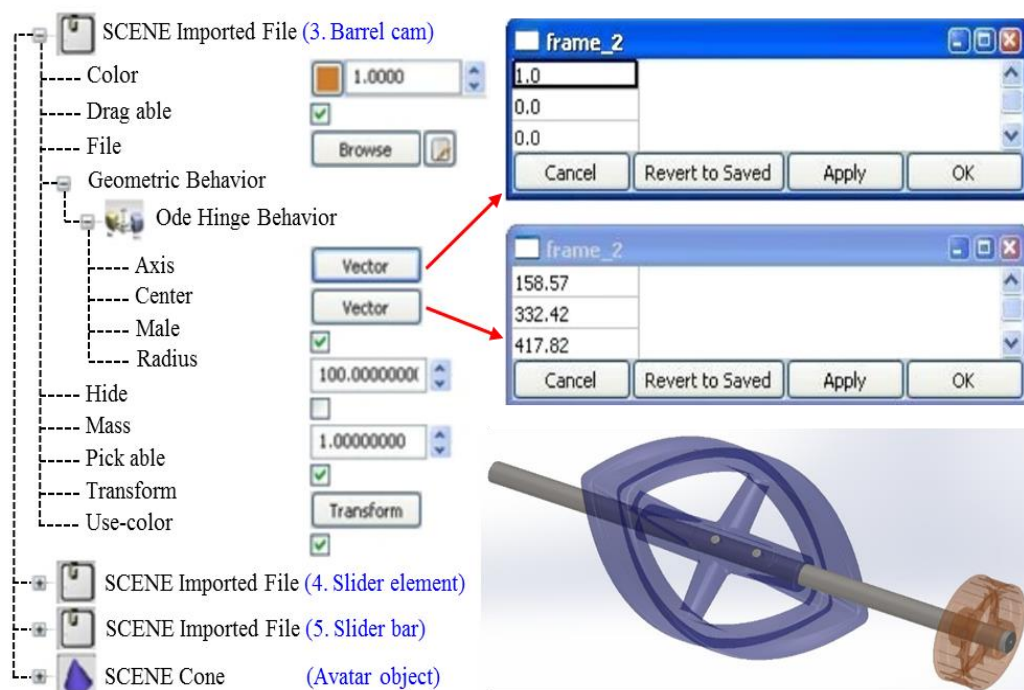 SCENE Imported File (3. Barrel cam)
Color
1.0000
Drag able
File
Browse
Geometric Behavior
Ode Hinge Behavior
Axis
Vector
Center
Vector
Male
Radius
100.0000000(
Hide
Mass
1.00000000
Pick able
Transform
Transform
Use-color
SCENE Imported File (4. Slider element)
SCENE Imported File (5. Slider bar)
SCENE Cone (Avatar object)
frame_2
1.0
0.0
0.0
Cancel Revert to Saved Apply OK
frame_2
158.57
332.42
417.82
Cancel Revert to Saved Apply OK